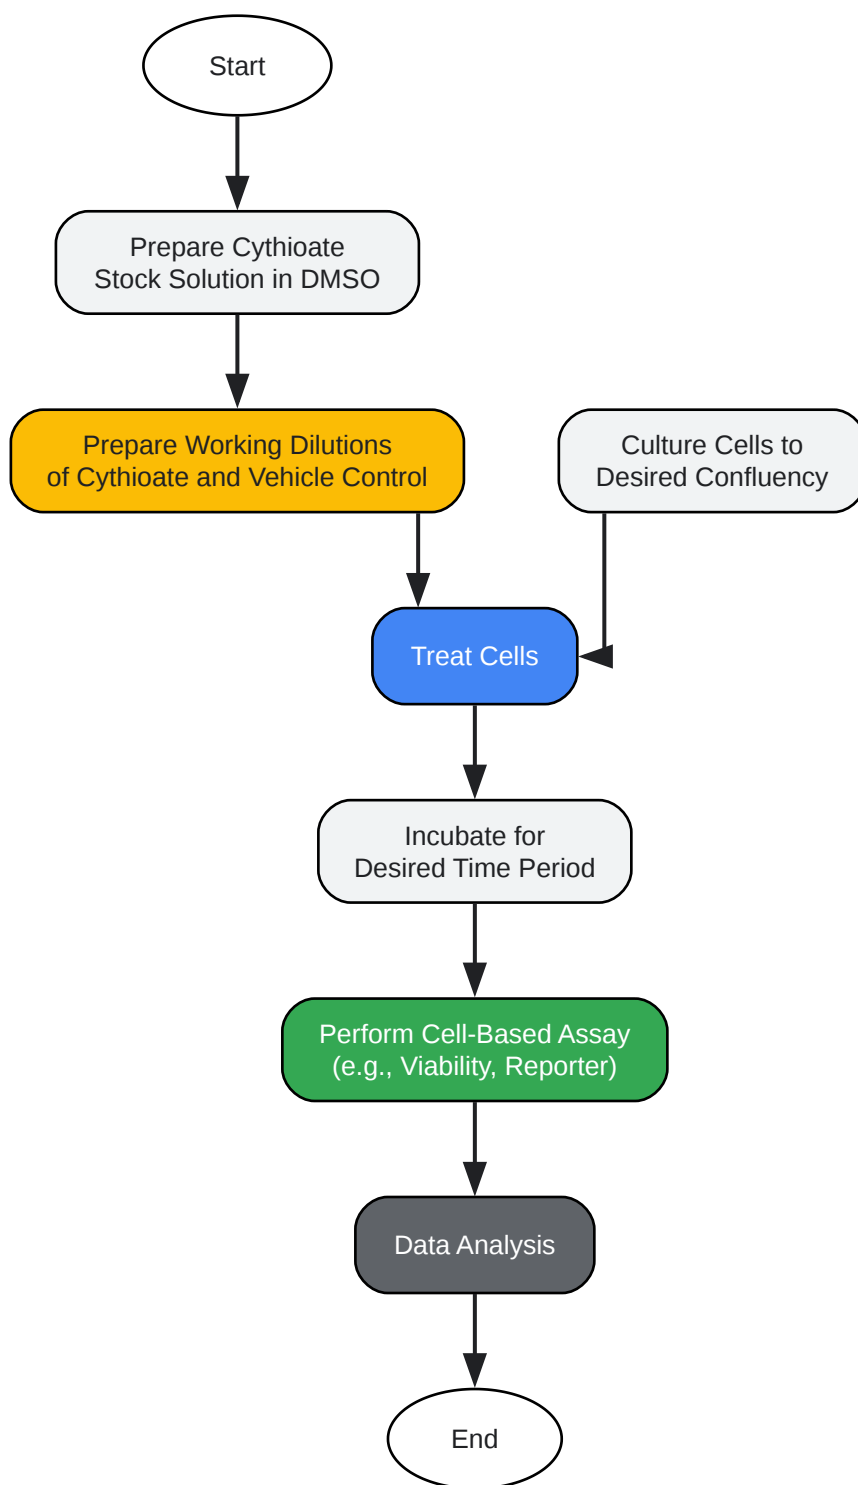 Start
Prepare Cythioate
Stock Solution in DMSO
Prepare Working Dilutions
of Cythioate and Vehicle Control
Culture Cells to
Desired Confluency
Treat Cells
Incubate for
Desired Time Period
Perform Cell-Based Assay
(e.g., Viability, Reporter)
Data Analysis
End